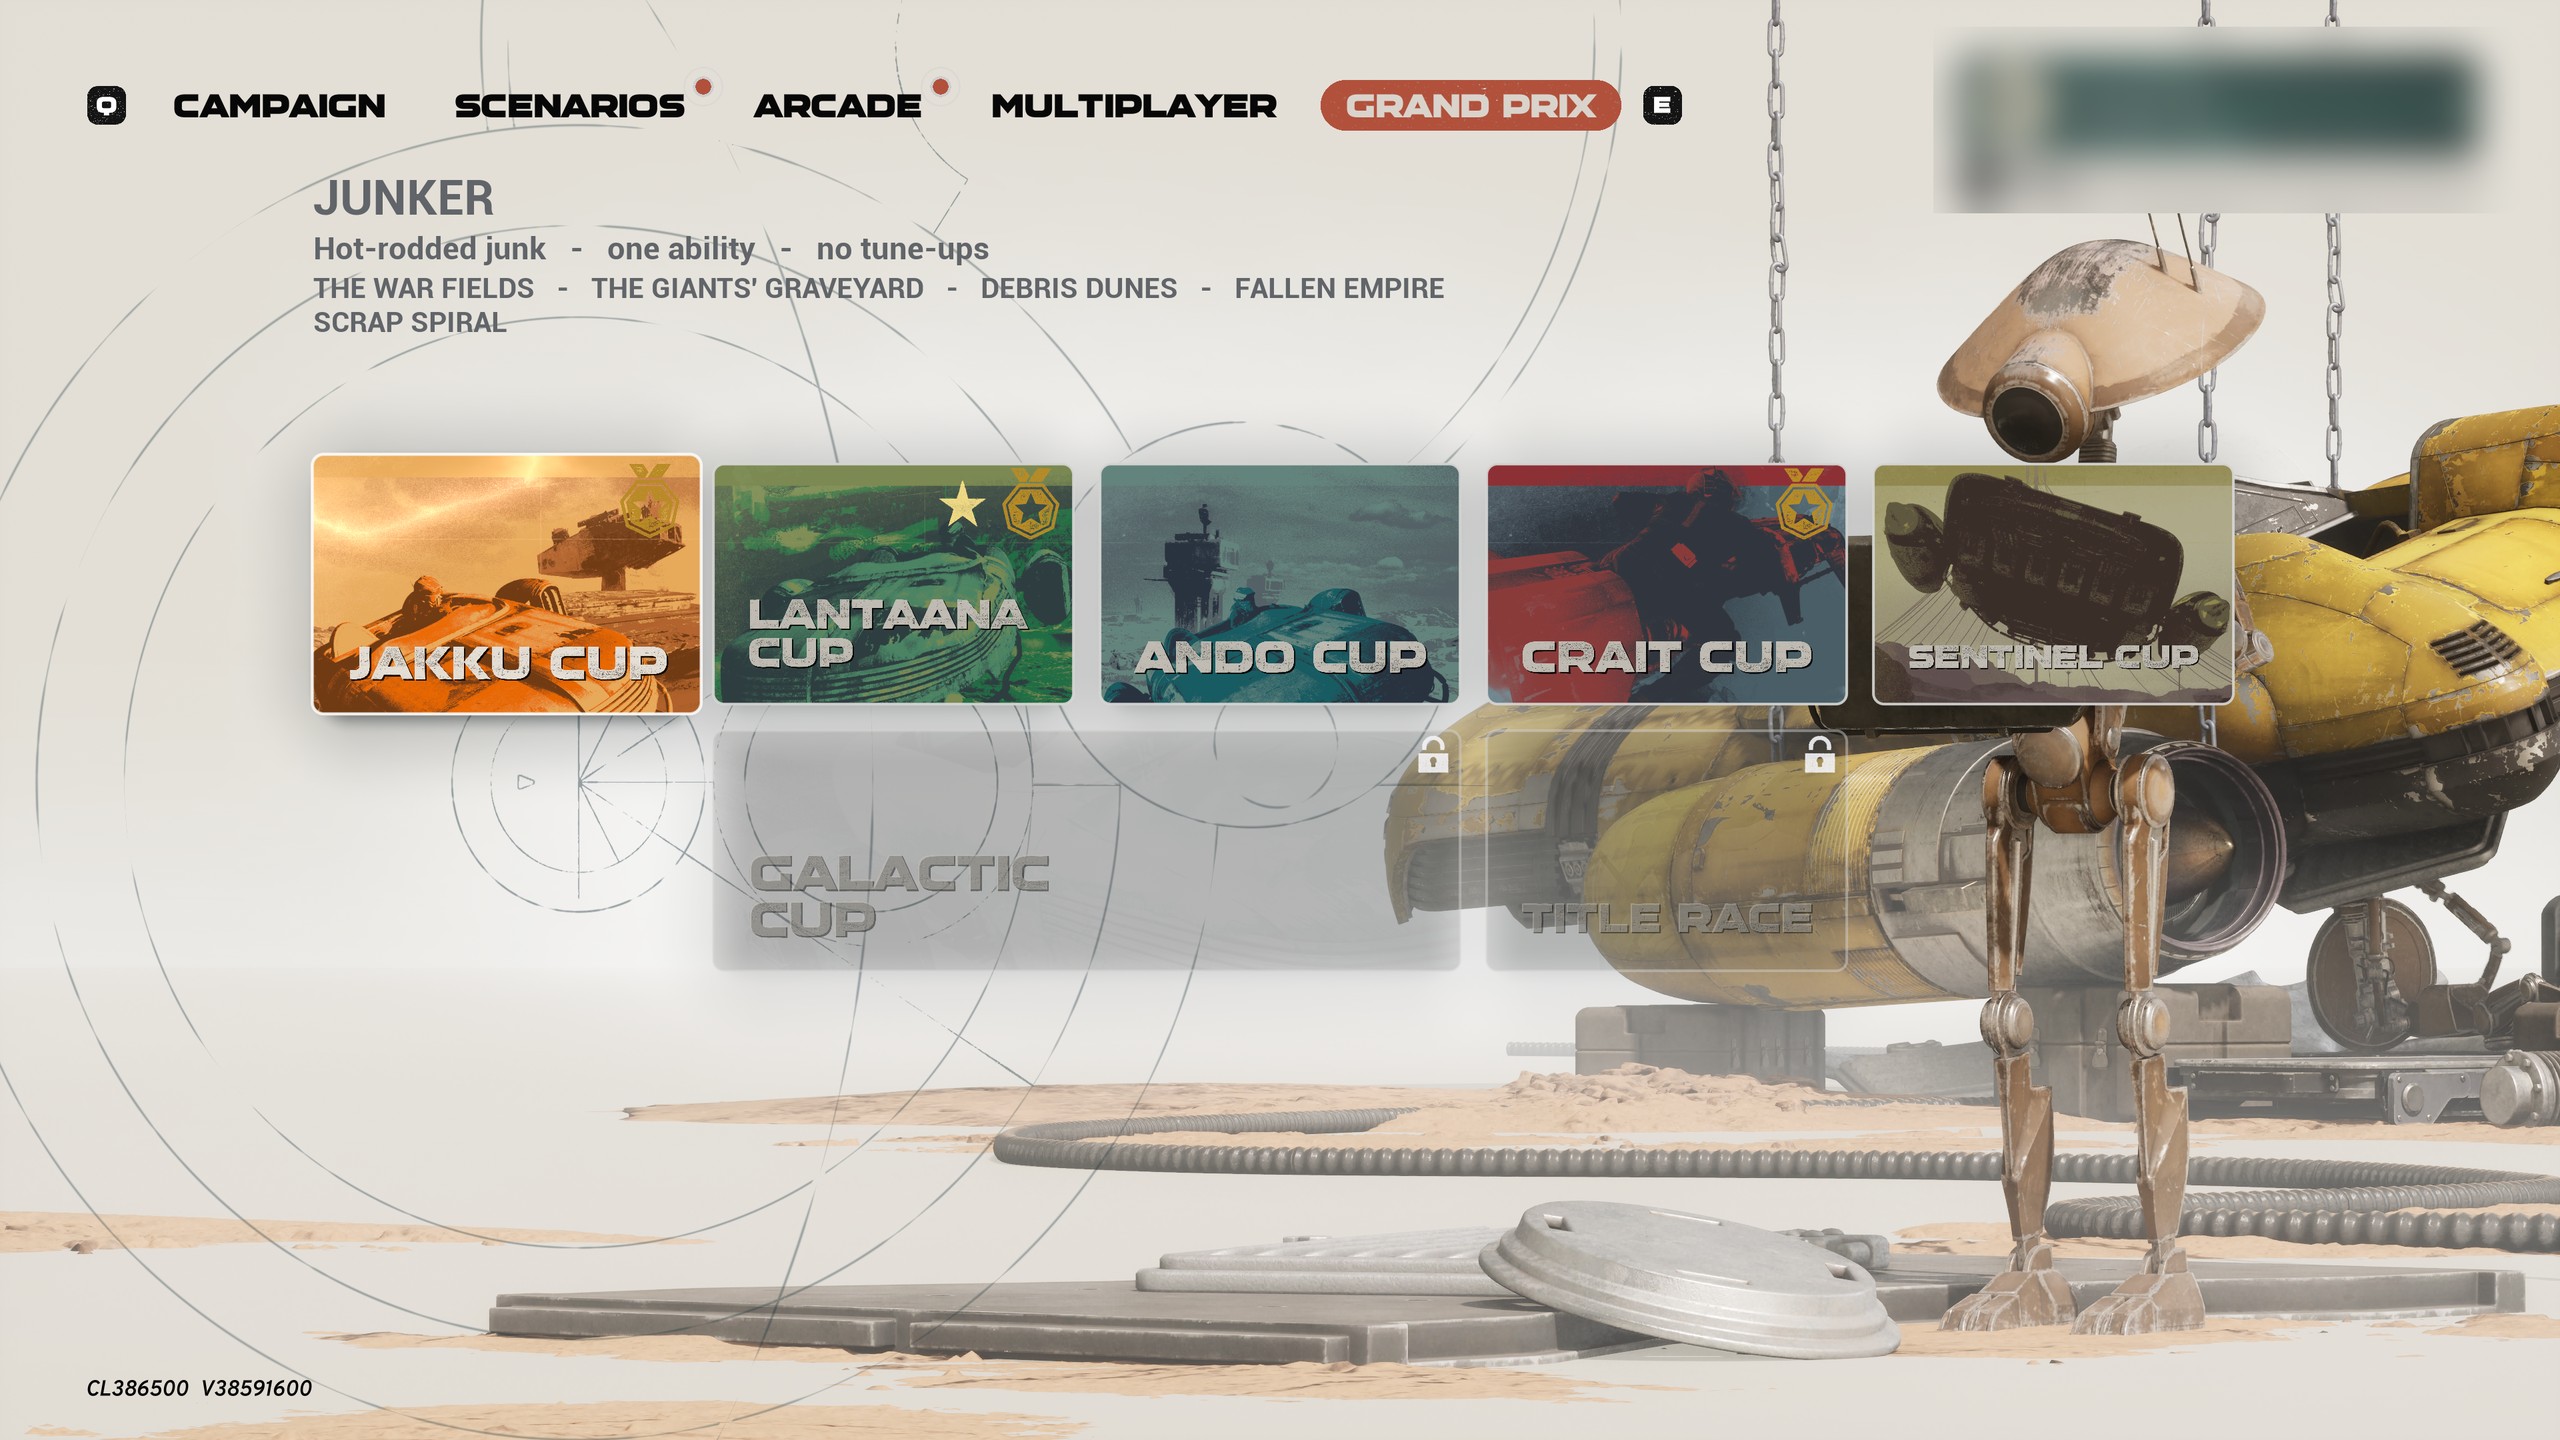 Q CAMPAIGN SCENARIOS ARCADE MULTIPLAYER GRAND PRIX E
JUNKER
Hot-rodded junk - one ability - no tune-ups
THE WAR FIELDS - THE GIANTS' GRAVEYARD - DEBRIS DUNES - FALLEN EMPIRE
SCRAP SPIRAL
JAKKU CUP
LANTAANA
CUP
ANDO CUP
CRAIT CUP
SENTINEL CUP
GALACTIC
CUP
TITLE RACE
CL386500 V38591600